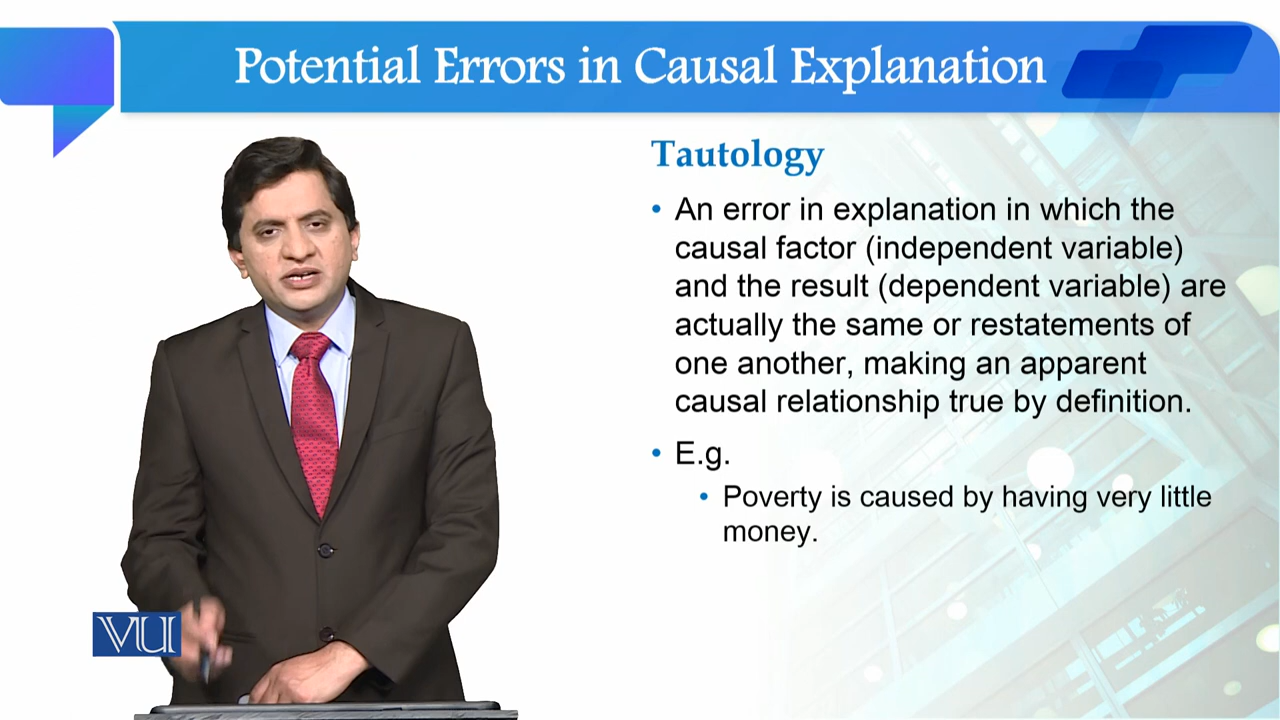 Potential Errors in Causal Explanation
Tautology
• An error in explanation in which the
causal factor (independent variable)
and the result (dependent variable) are
actually the same or restatements of
one another, making an apparent
causal relationship true by definition.
• E.g.
• Poverty is caused by having very little
money.
VU